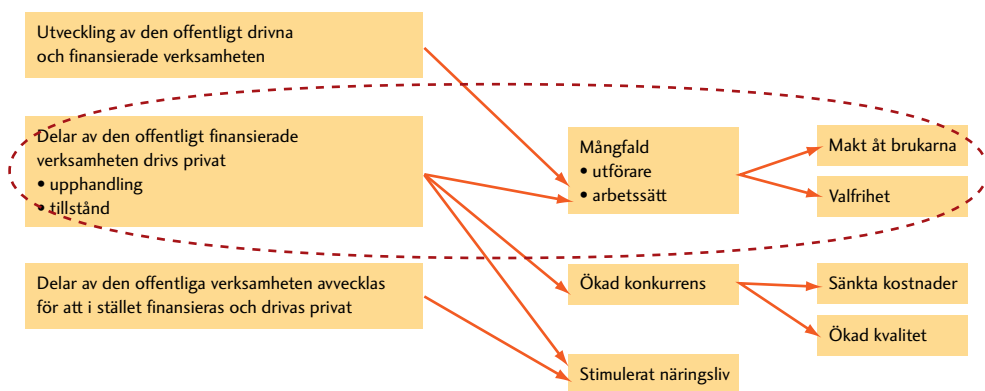 Utveckling av den offentligt drivna
och finansierade verksamheten
Delar av den offentligt finansierade
verksamheten drivs privat
• upphandling
• tillstånd
Mångfald
• utförare
• arbetssätt
Makt åt brukarna
Valfrihet
Delar av den offentliga verksamheten avvecklas
för att i stället finansieras och drivas privat
Ökad konkurrens
Sänkta kostnader
Ökad kvalitet
Stimulerat näringsliv